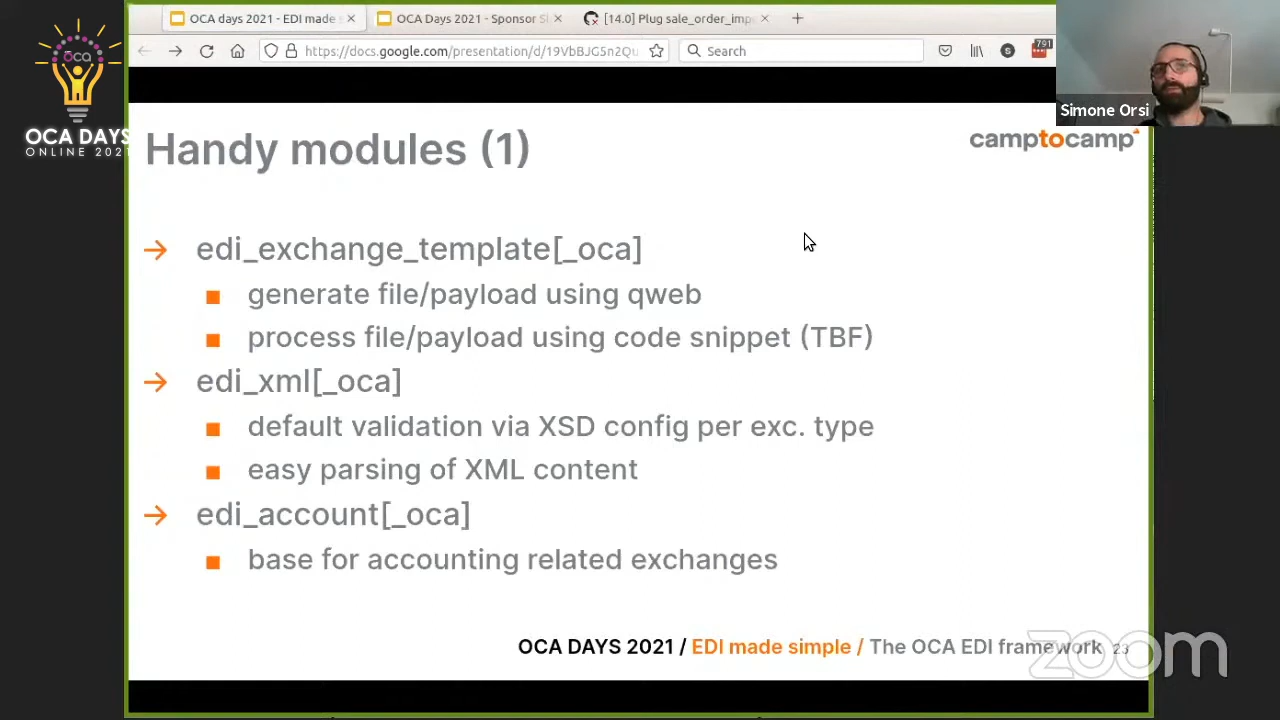 OCA days 2021 - EDI made s
OCA Days 2021 - Sponsor Sl
[14.0] Plug sale_order_imp
https://docs.google.com/presentation/d/19VbBJG5n2Qu
Search
S
791
oca
OCA DAYS
ONLINE 2021
Simone Orsi
Handy modules (1)
camptocamp
→ edi_exchange_template[_oca]
■ generate file/payload using qweb
■ process file/payload using code snippet (TBF)
→ edi_xml[_oca]
■ default validation via XSD config per exc. type
■ easy parsing of XML content
→ edi_account[_oca]
■ base for accounting related exchanges
OCA DAYS 2021 / EDI made simple / The OCA EDI framework 23
zoom